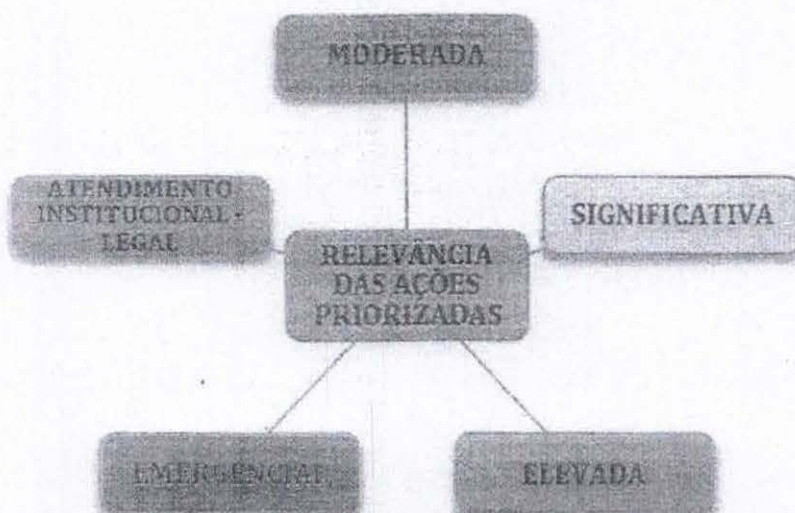 MODERADA
ATENDIMENTO
INSTITUCIONAL -
LEGAL
SIGNIFICATIVA
RELEVÂNCIA
DAS AÇÕES
PRIORIZADAS
EMERGENCIAL
ELEVADA